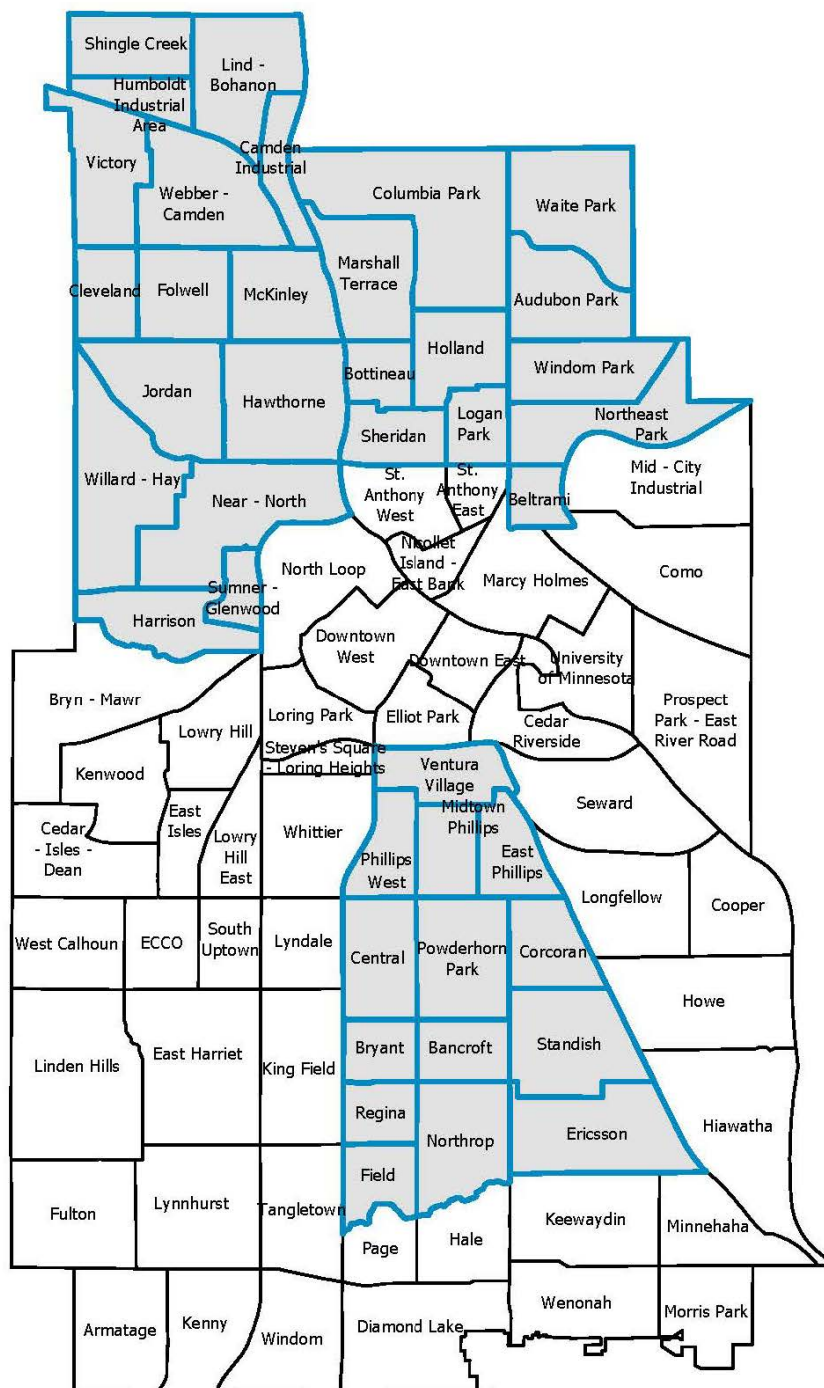 Shingle Creek
Lind -
Bohanon
Humboldt
Industrial
Area
Camden
Industrial
Victory
Webber -
Camden
Columbia Park
Waite Park
Marshall
Terrace
Cleveland
Folwell
McKinley
Audubon Park
Holland
Bottineau
Windom Park
Jordan
Hawthorne
Logan
Park
Northeast
Park
Sheridan
Willard - Hay
St.
Anthony
West
St.
Anthony
East
Mid - City
Industrial
Beltrami
Near - North
Nicollet
Island -
East Bank
North Loop
Marcy Holmes
Como
Sumner -
Glenwood
Harrison
Downtown
West
Downtown East
University
of Minnesota
Bryn - Mawr
Prospect
Park - East
River Road
Loring Park
Elliot Park
Cedar
Riverside
Lowry Hill
Steven's Square
- Loring Heights
Kenwood
Ventura
Village
Seward
Cedar
- Isles -
Dean
East
Isles
Lowry
Hill
East
Whittier
Midtown
Phillips
Phillips
West
East
Phillips
Longfellow
Cooper
West Calhoun
ECCO
South
Uptown
Lyndale
Central
Powderhorn
Park
Corcoran
Howe
Linden Hills
East Harriet
King Field
Bryant
Bancroft
Standish
Regina
Northrop
Ericsson
Hiawatha
Field
Fulton
Lynnhurst
Tangletown
Page
Hale
Keewaydin
Minnehaha
Armatage
Kenny
Windom
Diamond Lake
Wenonah
Morris Park